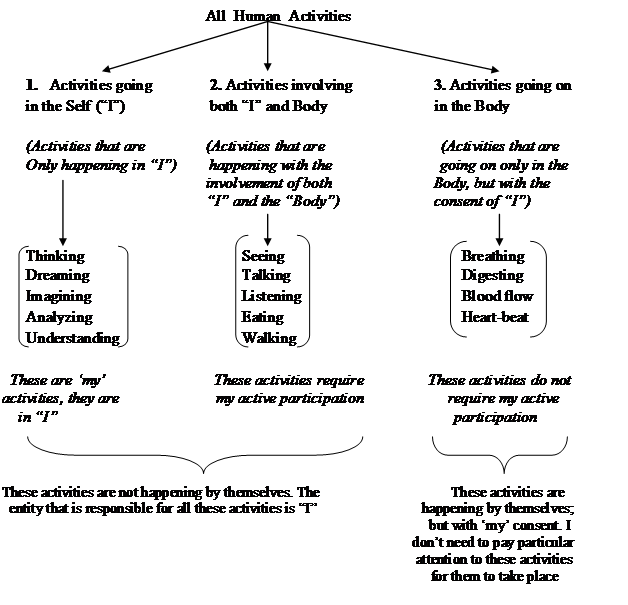 All Human Activities
1. Activities going
in the Self ("I")
(Activities that are
Only happening in "I")
Thinking
Dreaming
Imagining
Analyzing
Understanding
These are 'my'
activities, they are
in "I"
2. Activities involving
both "I" and Body
(Activities that are
happening with the
involvement of both
"I" and the "Body")
Seeing
Talking
Listening
Eating
Walking
These activities require
my active participation
3. Activities going on
in the Body
(Activities that are
going on only in the
Body, but with the
consent of "I")
Breathing
Digesting
Blood flow
Heart-beat
These activities do not
require my active
participation
These activities are not happening by themselves. The
entity that is responsible for all these activities is 'I'
These activities are
happening by themselves;
but with 'my' consent. I
don't need to pay particular
attention to these activities
for them to take place